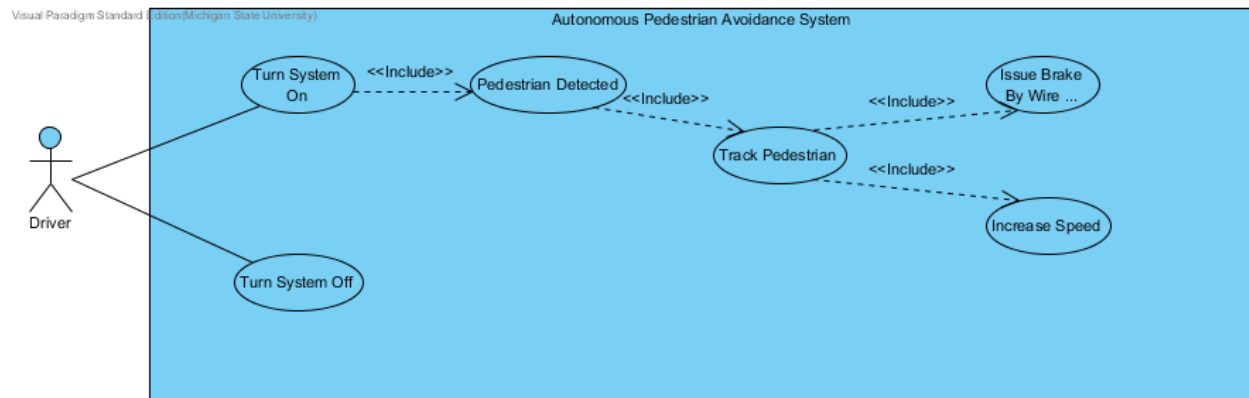 Visual Paradigm Standard Edition(Michigan State University)
Autonomous Pedestrian Avoidance System
Turn System
On
<<Include>>
Pedestrian Detected
<<Include>>
Track Pedestrian
<<Include>>
Issue Brake
By Wire ...
<<Include>>
Increase Speed
Driver
Turn System Off